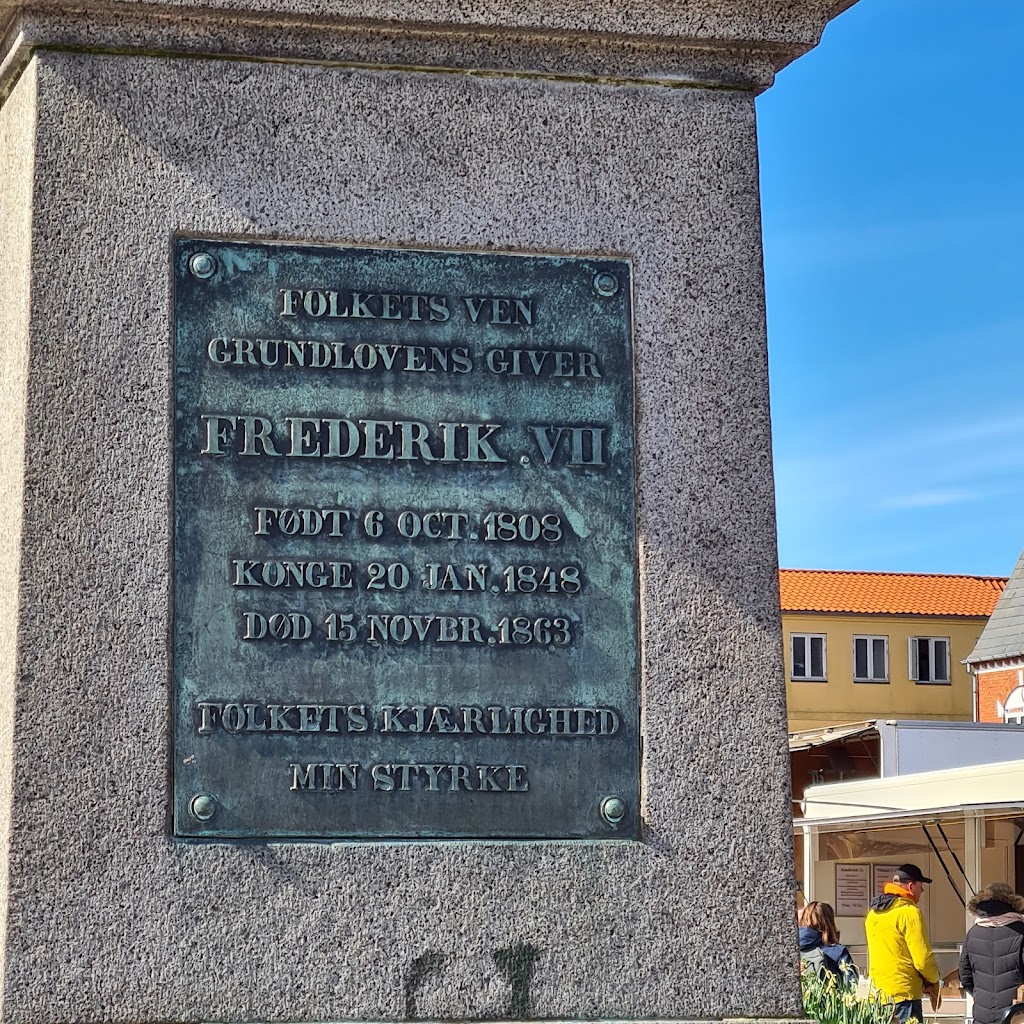 FOLKETS VEN
GRUNDLOVENS GIVER
FREDERIK .VII
FØDT 6 OCT. 1808
KONGE 20 JAN. 1848
DØD 15 NOVBR. 1863
FOLKETS KJÆRLIGHED
MIN STYRKE